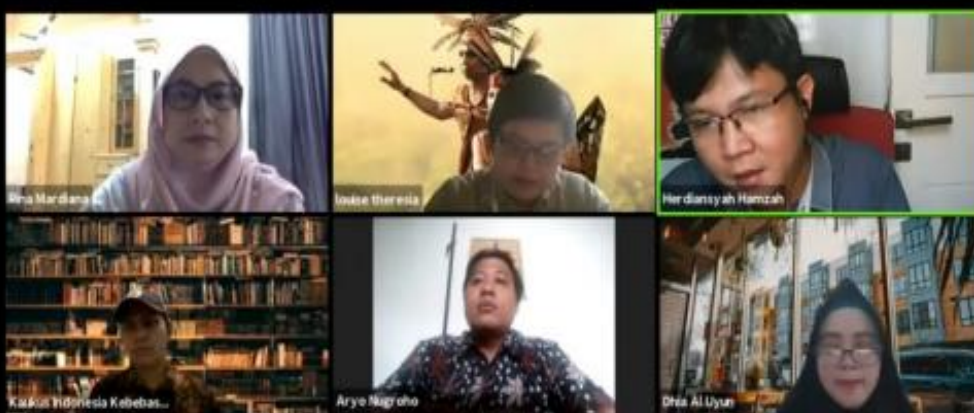 Rina Mardiana
louise theresia
Herdiansyah Hamzah
Kaukus Indonesia Kebebas...
Aryo Nugroho
Dhia Al Uyun